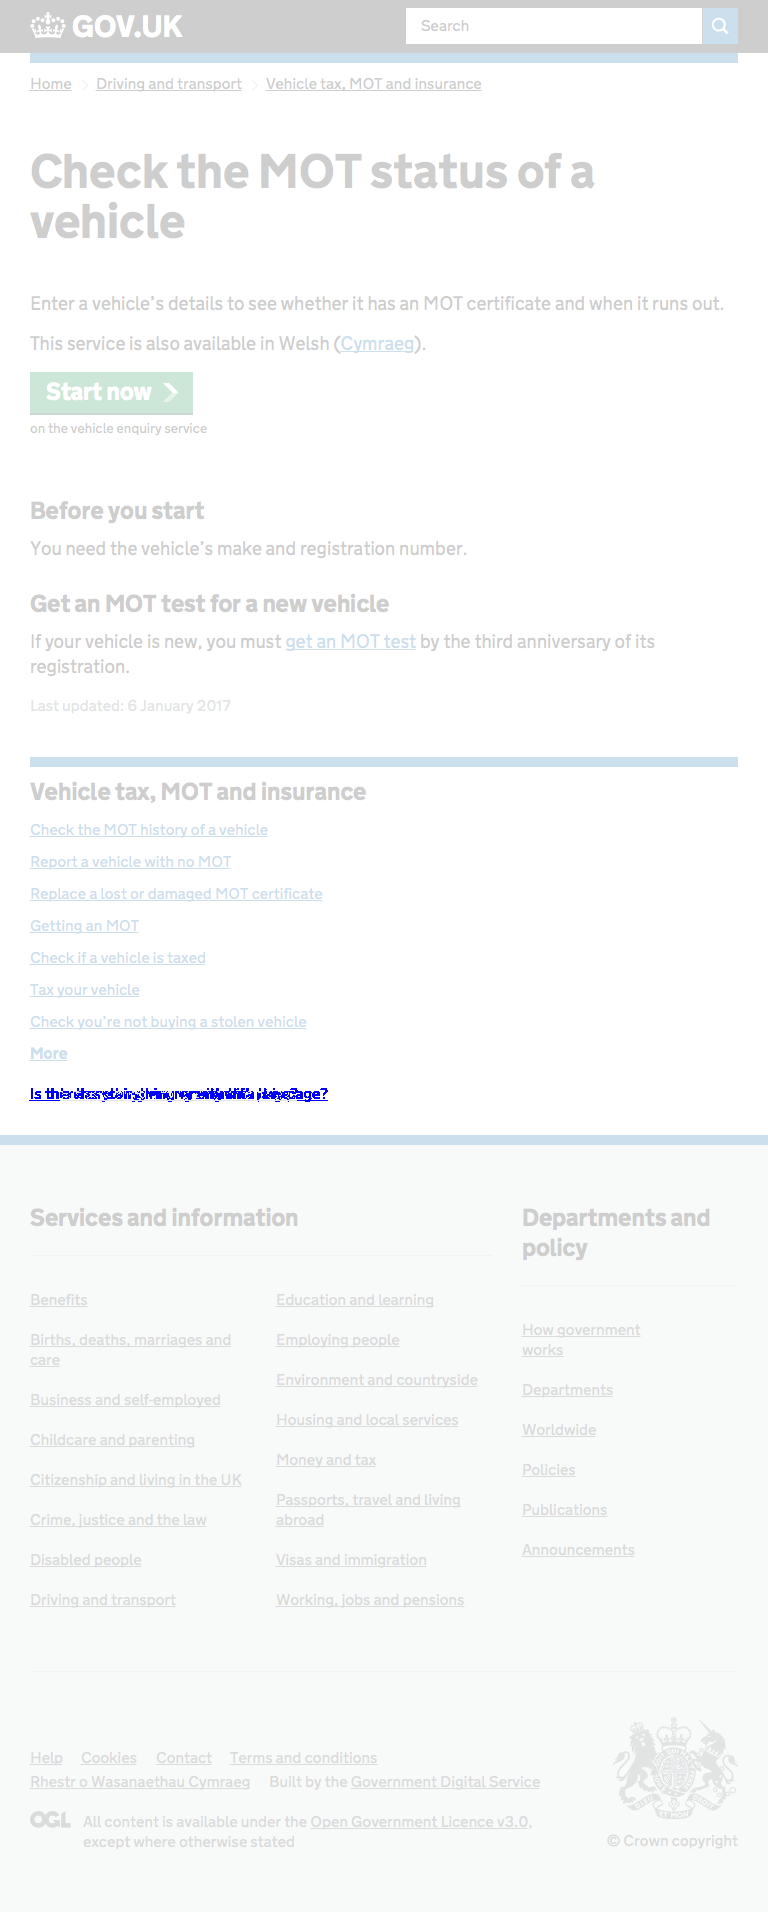 GOV.UK
Search
Home Driving and transport Vehicle tax, MOT and insurance
Check the MOT status of a
vehicle
Enter a vehicle's details to see whether it has an MOT certificate and when it runs out.
This service is also available in Welsh (Cymraeg).
Start now
on the vehicle enquiry service
Before you start
You need the vehicle's make and registration number.
Get an MOT test for a new vehicle
If your vehicle is new, you must get an MOT test by the third anniversary of its
registration.
Last updated: 6 January 2017
Vehicle tax, MOT and insurance
Check the MOT history of a vehicle
Report a vehicle with no MOT
Replace a lost or damaged MOT certificate
Getting an MOT
Check if a vehicle is taxed
Tax your vehicle
Check you're not buying a stolen vehicle
More
Services and information
Benefits
Births, deaths, marriages and
care
Business and self-employed
Childcare and parenting
Citizenship and living in the UK
Crime, justice and the law
Disabled people
Driving and transport
Education and learning
Employing people
Environment and countryside
Housing and local services
Money and tax
Passports, travel and living
abroad
Visas and immigration
Working, jobs and pensions
Departments and
policy
How government
works
Departments
Worldwide
Policies
Publications
Announcements
Help Cookies Contact Terms and conditions
Rhestr o Wasanaethau Cymraeg Built by the Government Digital Service
OGL All content is available under the Open Government Licence v3.0,
except where otherwise stated
© Crown copyright